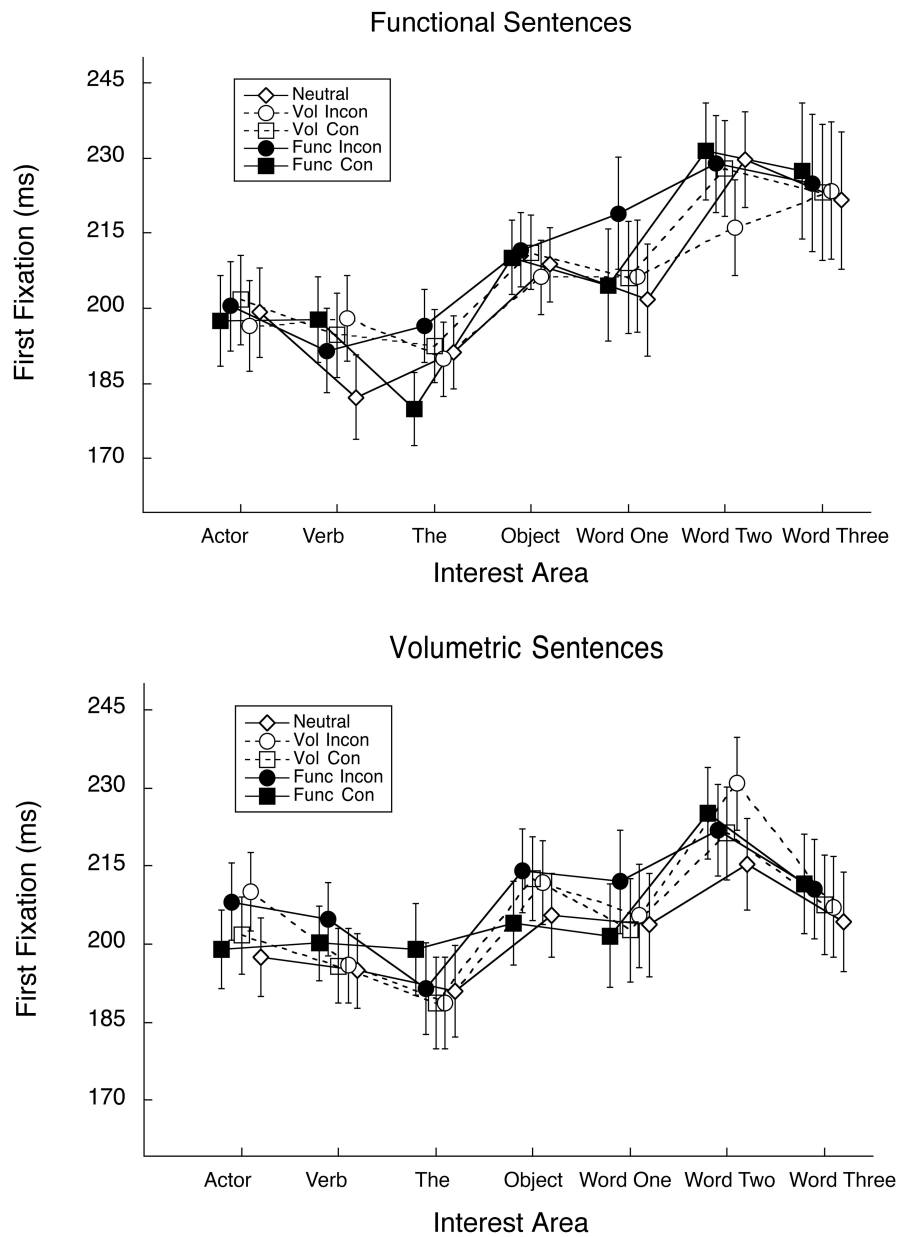 Functional Sentences
245
230
215
200
185
170
First Fixation (ms)
Neutral
Vol Incon
Vol Con
Func Incon
Func Con
Actor Verb The Object Word One Word Two Word Three
Interest Area
Volumetric Sentences
245
230
215
200
185
170
First Fixation (ms)
Neutral
Vol Incon
Vol Con
Func Incon
Func Con
Actor Verb The Object Word One Word Two Word Three
Interest Area